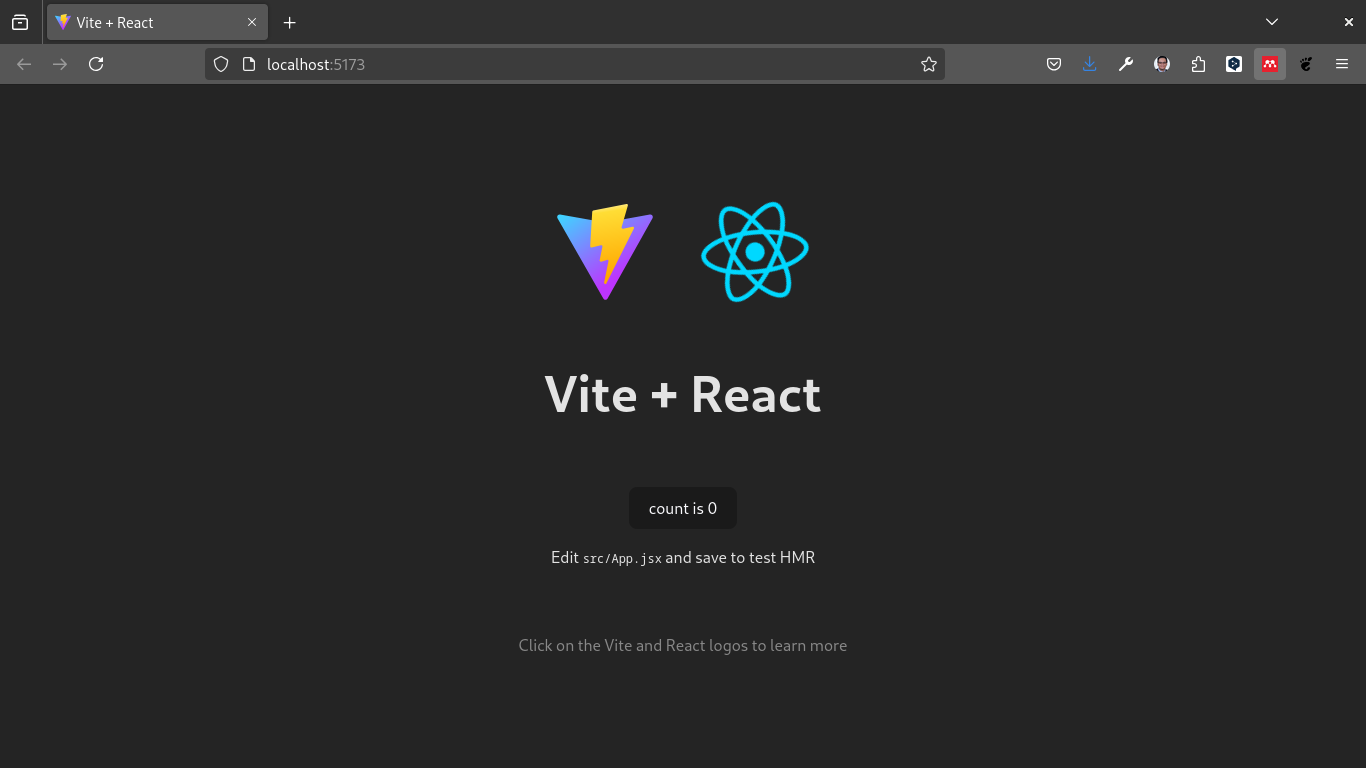 Vite + React
localhost:5173
Vite + React
count is 0
Edit src/App.jsx and save to test HMR
Click on the Vite and React logos to learn more